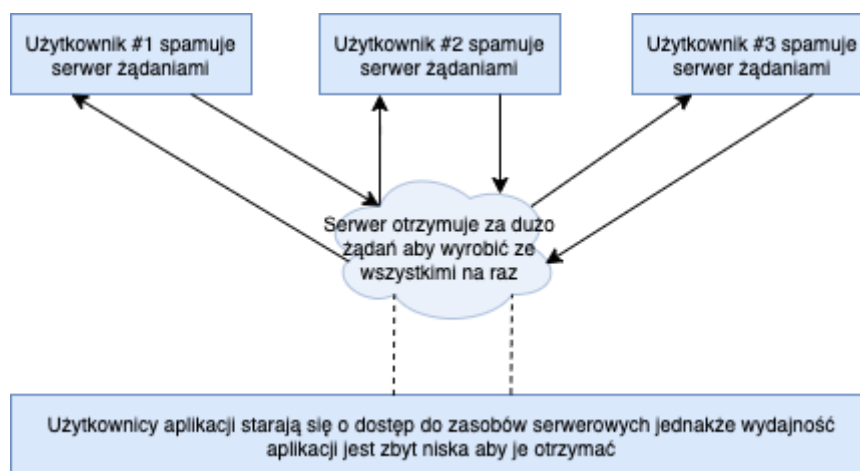 Użytkownik #1 spamuje
serwer żądaniami
Użytkownik #2 spamuje
serwer żądaniami
Użytkownik #3 spamuje
serwer żądaniami
Serwer otrzymuje za dużo
żądań aby wyrobić ze
wszystkimi na raz
Użytkownicy aplikacji starają się o dostęp do zasobów serwerowych jednakże wydajność
aplikacji jest zbyt niska aby je otrzymać